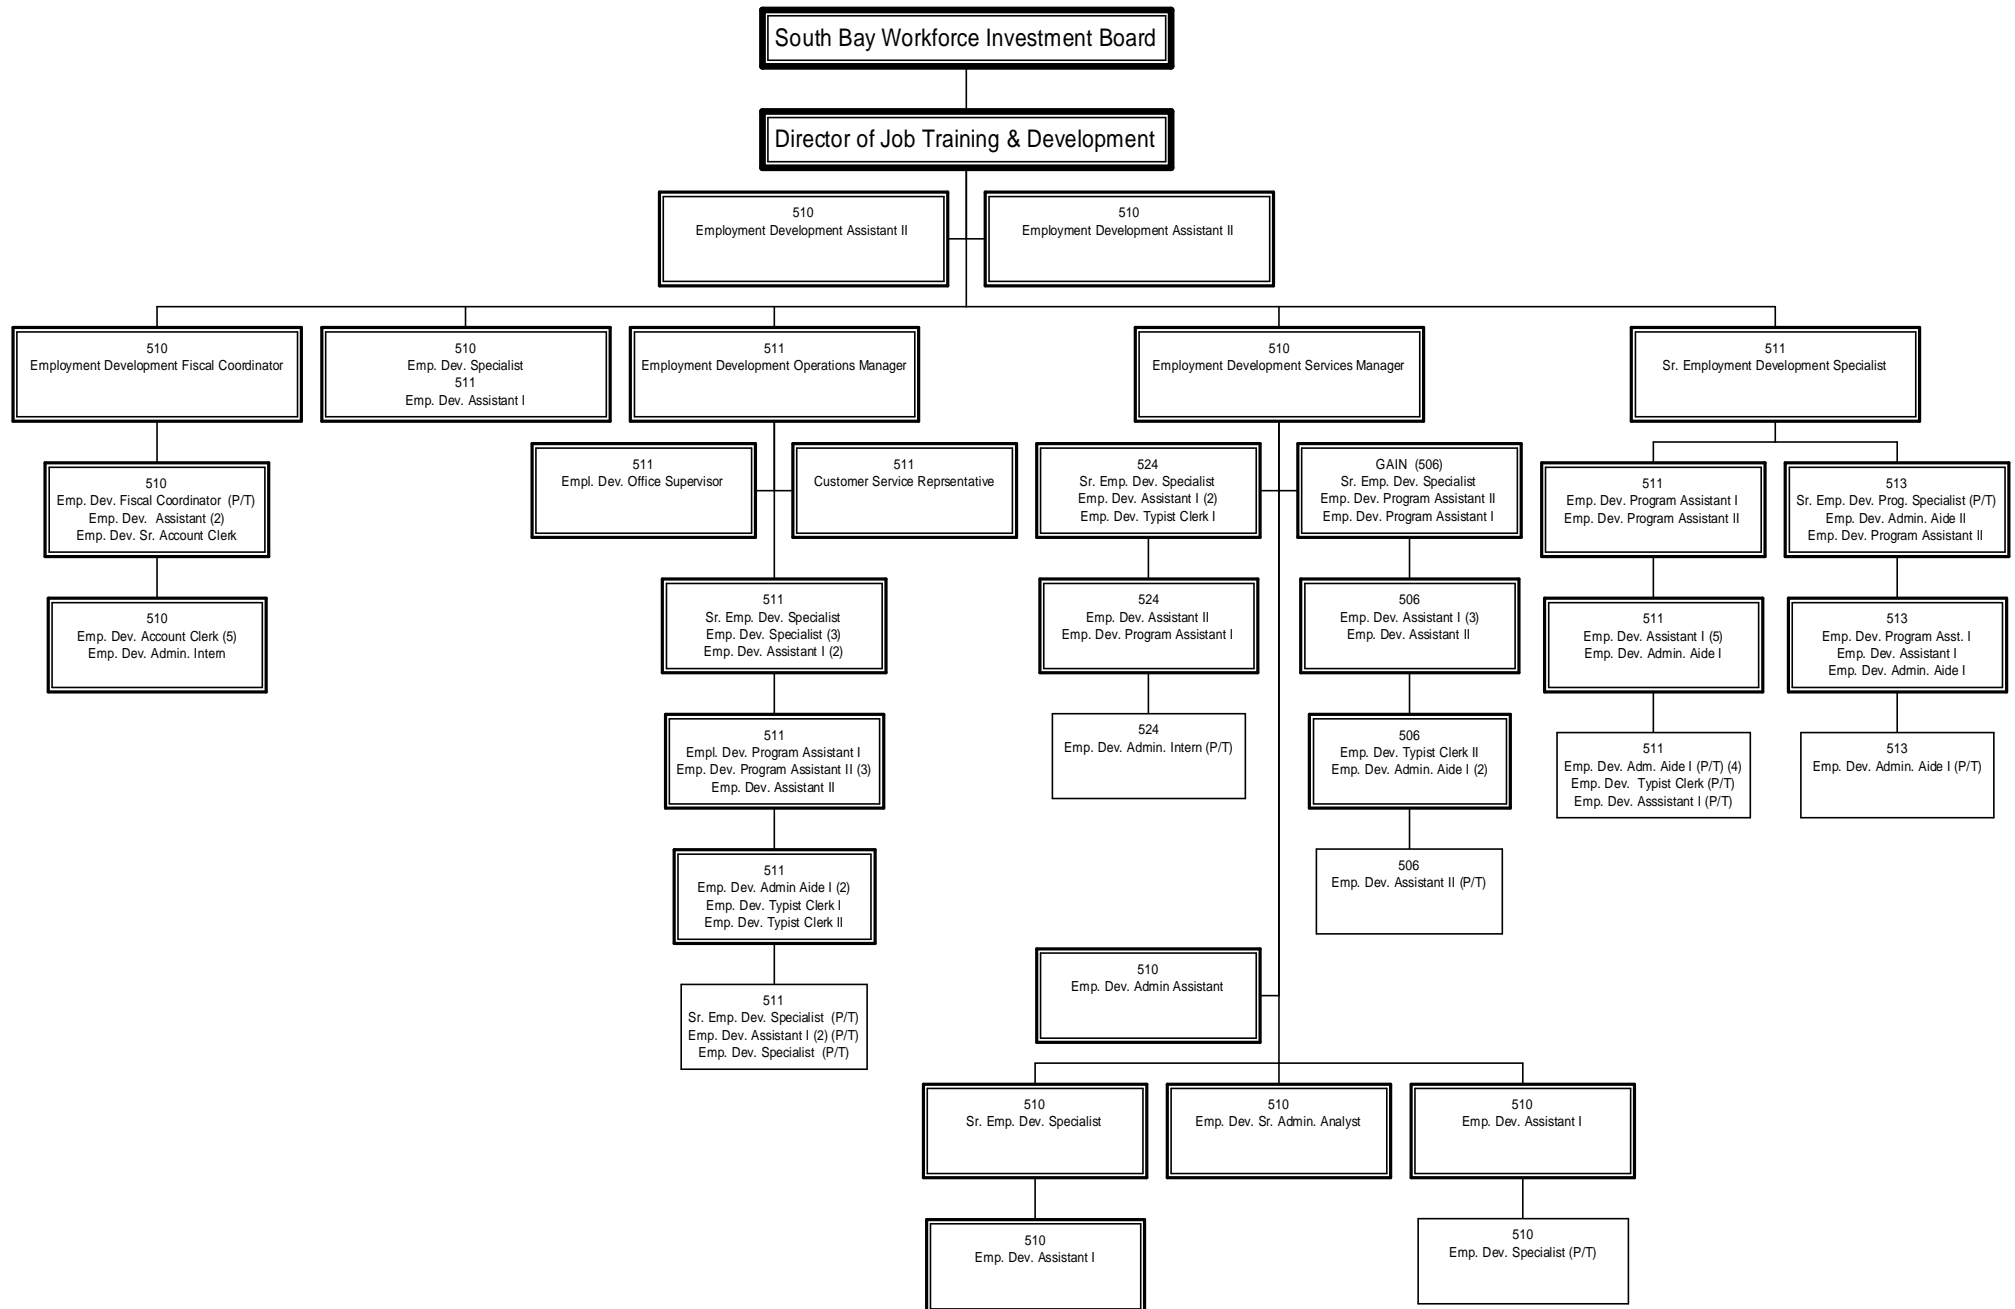 South Bay Workforce Investment Board
Director of Job Training & Development
510
Employment Development Assistant II
510
Employment Development Assistant II
510
Employment Development Fiscal Coordinator
510
Emp. Dev. Specialist
511
Emp. Dev. Assistant I
511
Employment Development Operations Manager
510
Employment Development Services Manager
511
Sr. Employment Development Specialist
510
Emp. Dev. Fiscal Coordinator (P/T)
Emp. Dev. Assistant (2)
Emp. Dev. Sr. Account Clerk
510
Emp. Dev. Account Clerk (5)
Emp. Dev. Admin. Intern
511
Empl. Dev. Office Supervisor
511
Customer Service Reprsentative
511
Sr. Emp. Dev. Specialist
Emp. Dev. Specialist (3)
Emp. Dev. Assistant I (2)
511
Empl. Dev. Program Assistant I
Emp. Dev. Program Assistant II (3)
Emp. Dev. Assistant II
511
Emp. Dev. Admin Aide I (2)
Emp. Dev. Typist Clerk I
Emp. Dev. Typist Clerk II
511
Sr. Emp. Dev. Specialist (P/T)
Emp. Dev. Assistant I (2) (P/T)
Emp. Dev. Specialist (P/T)
524
Sr. Emp. Dev. Specialist
Emp. Dev. Assistant I (2)
Emp. Dev. Typist Clerk I
524
Emp. Dev. Assistant II
Emp. Dev. Program Assistant I
524
Emp. Dev. Admin. Intern (P/T)
GAIN (506)
Sr. Emp. Dev. Specialist
Emp. Dev. Program Assistant II
Emp. Dev. Program Assistant I
506
Emp. Dev. Assistant I (3)
Emp. Dev. Assistant II
506
Emp. Dev. Typist Clerk II
Emp. Dev. Admin. Aide I (2)
506
Emp. Dev. Assistant II (P/T)
510
Emp. Dev. Admin Assistant
510
Sr. Emp. Dev. Specialist
510
Emp. Dev. Sr. Admin. Analyst
510
Emp. Dev. Assistant I
510
Emp. Dev. Assistant I
510
Emp. Dev. Specialist (P/T)
511
Emp. Dev. Program Assistant I
Emp. Dev. Program Assistant II
511
Emp. Dev. Assistant I (5)
Emp. Dev. Admin. Aide I
511
Emp. Dev. Adm. Aide I (P/T) (4)
Emp. Dev. Typist Clerk (P/T)
Emp. Dev. Asssistant I (P/T)
513
Sr. Emp. Dev. Prog. Specialist (P/T)
Emp. Dev. Admin. Aide II
Emp. Dev. Program Assistant II
513
Emp. Dev. Program Asst. I
Emp. Dev. Assistant I
Emp. Dev. Admin. Aide I
513
Emp. Dev. Admin. Aide I (P/T)